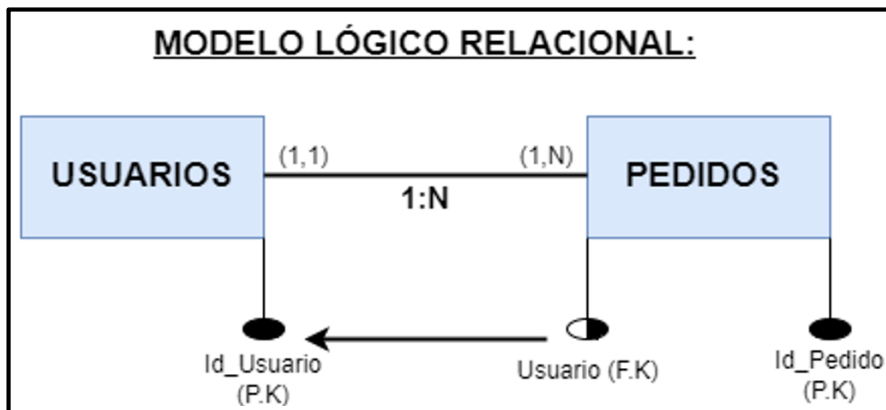 MODELO LÓGICO RELACIONAL:
USUARIOS
(1,1)
(1,N)
1:N
PEDIDOS
Id_Usuario
(P.K)
Usuario (F.K)
Id_Pedido
(P.K)